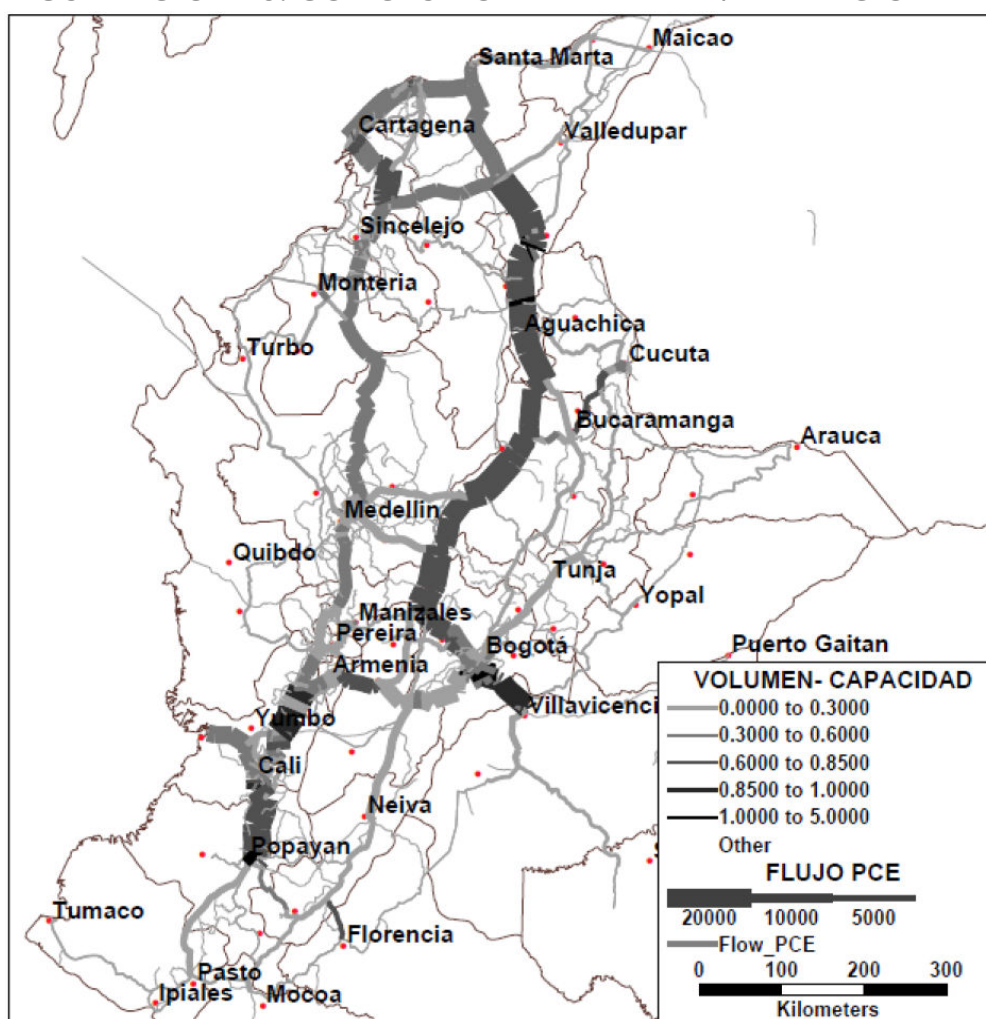 Maicao
Santa Marta
Cartagena
Valledupar
Sincelejo
Monteria
Aguachica
Turbo
Cucuta
Bucaramanga
Arauca
Medellin
Quibdo
Tunja
Yopal
Manizales
Pereira
Bogotá
Puerto Gaitan
Armenia
Villavicenci
Yumbo
Cali
Neiva
Popayan
Tumaco
Florencia
Pasto
Ipiales
Mocoa
VOLUMEN- CAPACIDAD
0.0000 to 0.3000
0.3000 to 0.6000
0.6000 to 0.8500
0.8500 to 1.0000
1.0000 to 5.0000
Other
FLUJO PCE
20000 10000 5000
Flow_PCE
0 100 200 300
Kilometers